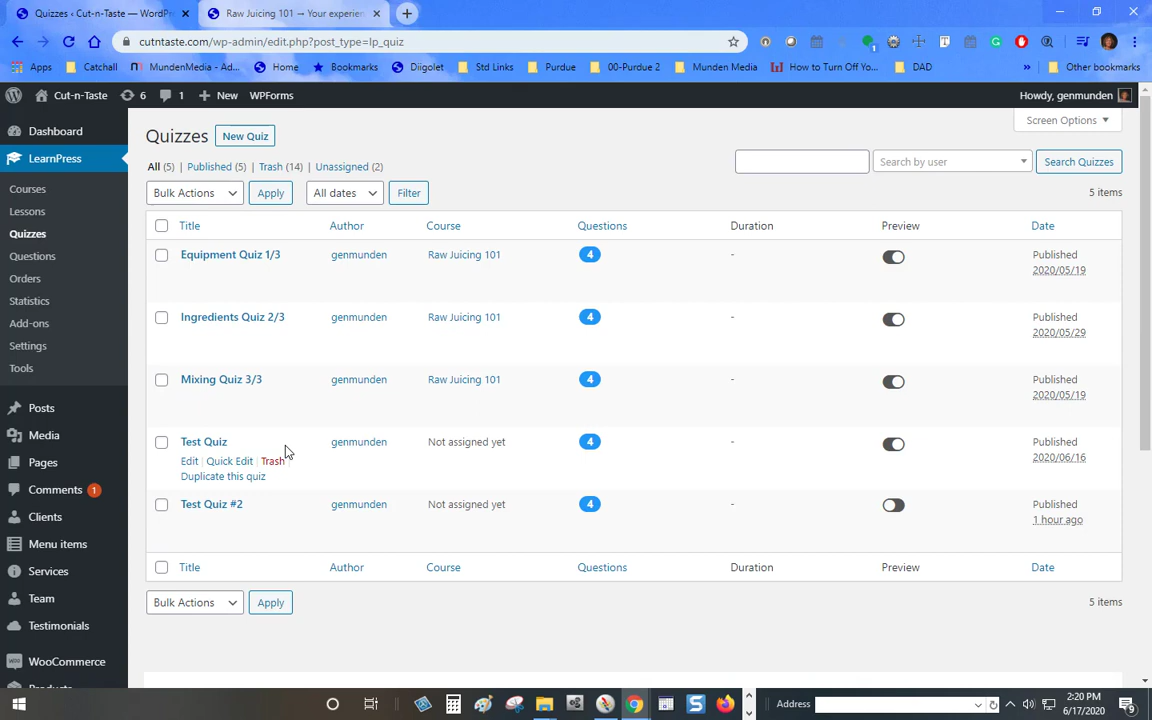 Quizzes ‹ Cut-n-Taste — WordPr
Raw Juicing 101 → Your experien
cutntaste.com/wp-admin/edit.php?post_type=lp_quiz
Apps Catchall MundenMedia - Ad... Home Bookmarks Diigolet Std Links Purdue 00-Purdue 2 Munden Media How to Turn Off Yo... DAD » Other bookmarks
Cut-n-Taste 6 1 New WPForms Howdy, genmunden
Dashboard
LearnPress
Courses
Lessons
Quizzes
Questions
Orders
Statistics
Add-ons
Settings
Tools
Posts
Media
Pages
Comments 1
Clients
Menu items
Services
Team
Testimonials
WooCommerce
Quizzes New Quiz Screen Options
All (5) | Published (5) | Trash (14) | Unassigned (2)
Search by user Search Quizzes
Bulk Actions Apply All dates Filter 5 items
Title Author Course Questions Duration Preview Date
Equipment Quiz 1/3 genmunden Raw Juicing 101 4 - Published
2020/05/19
Ingredients Quiz 2/3 genmunden Raw Juicing 101 4 - Published
2020/05/29
Mixing Quiz 3/3 genmunden Raw Juicing 101 4 - Published
2020/05/19
Test Quiz genmunden Not assigned yet 4 - Published
Edit | Quick Edit | Trash | 2020/06/16
Duplicate this quiz
Test Quiz #2 genmunden Not assigned yet 4 - Published
1 hour ago
Title Author Course Questions Duration Preview Date
Bulk Actions Apply 5 items
Address
2:20 PM
6/17/2020
9